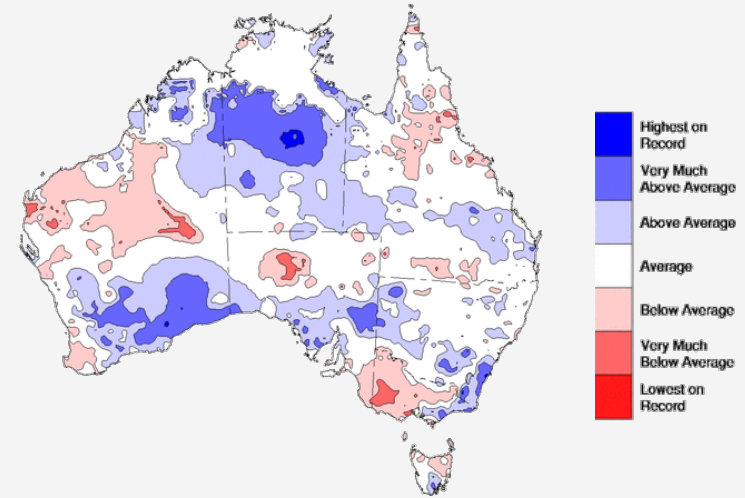 Highest on
Record
Very Much
Above Average
Above Average
Average
Below Average
Very Much
Below Average
Lowest on
Record